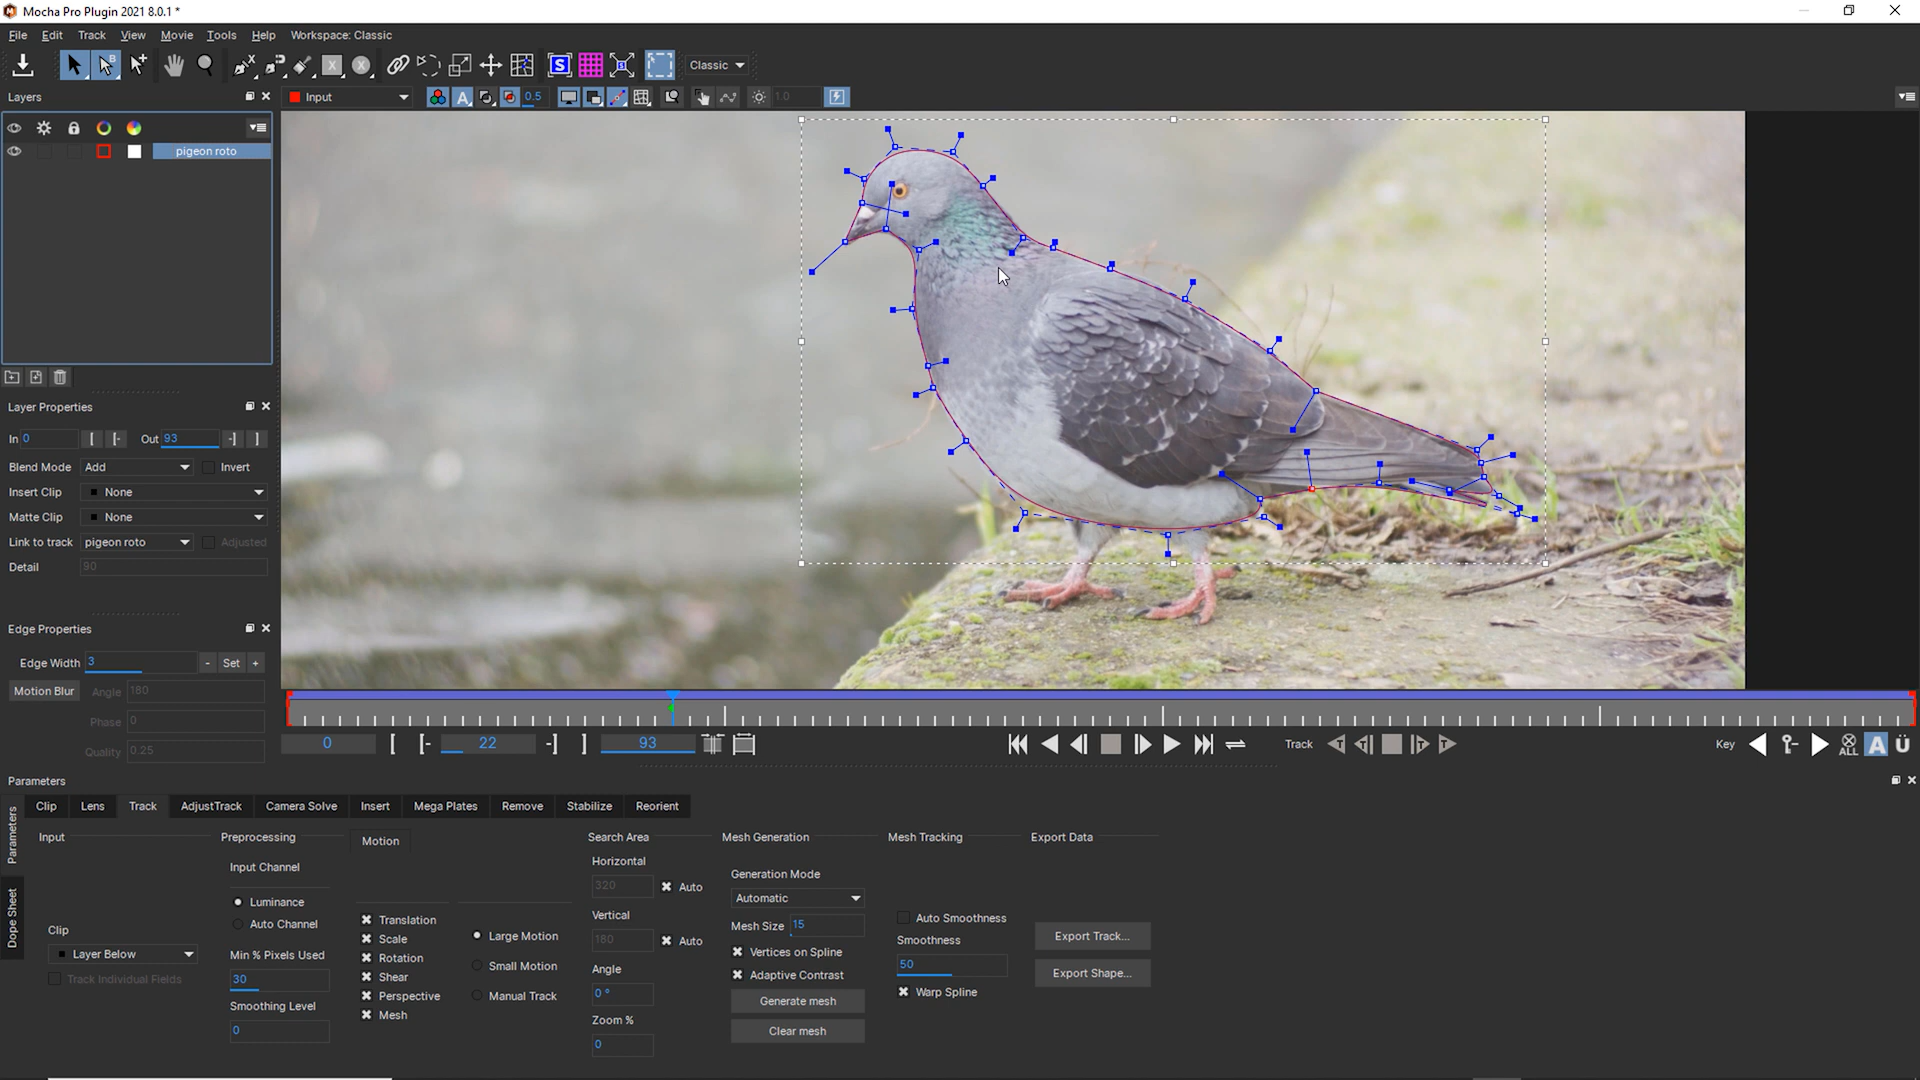 Mocha Pro Plugin 2021 8.0.1 *
File Edit Track View Movie Tools Help Workspace: Classic
S Classic
Layers Input A 0.5 1.0
pigeon roto
Layer Properties
In 0 [ [- Out 93 -] ]
Blend Mode Add Invert
Insert Clip None
Matte Clip None
Link to track pigeon roto Adjusted
Detail 90
Edge Properties
Edge Width 3 - Set +
Motion Blur Angle 180
Phase 0
Quality 0.25
0 [ [- 22 -] ] 93 Track T T T T Key ALL A Ü
Parameters
Clip Lens Track AdjustTrack Camera Solve Insert Mega Plates Remove Stabilize Reorient
Parameters
Dope Sheet
Input
Clip
Layer Below
Track Individual Fields
Preprocessing
Input Channel
Luminance
Auto Channel
Min % Pixels Used
30
Smoothing Level
0
Motion
Translation
Scale
Rotation
Shear
Perspective
Mesh
Large Motion
Small Motion
Manual Track
Search Area
Horizontal
320 Auto
Vertical
180 Auto
Angle
0 °
Zoom %
0
Mesh Generation
Generation Mode
Automatic
Mesh Size 15
Vertices on Spline
Adaptive Contrast
Generate mesh
Clear mesh
Mesh Tracking
Auto Smoothness
Smoothness
50
Warp Spline
Export Data
Export Track...
Export Shape...